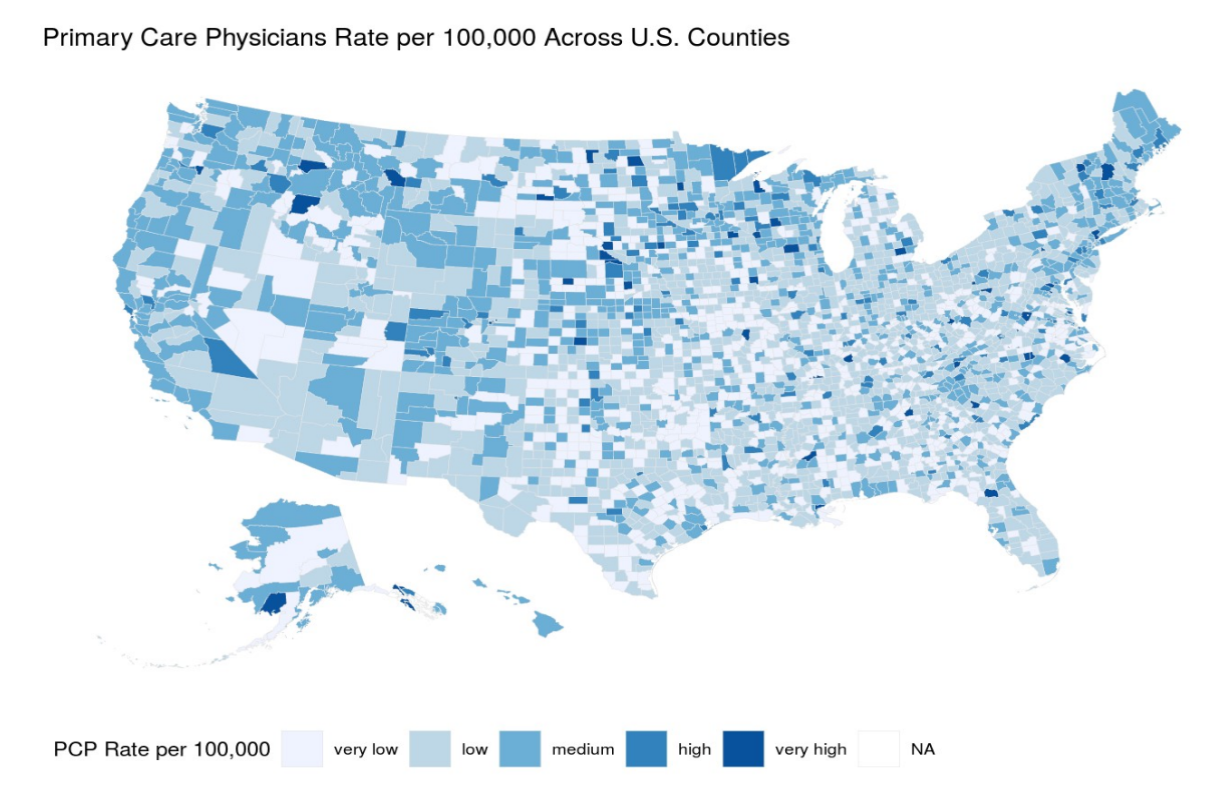 Primary Care Physicians Rate per 100,000 Across U.S. Counties
PCP Rate per 100,000 very low low medium high very high NA